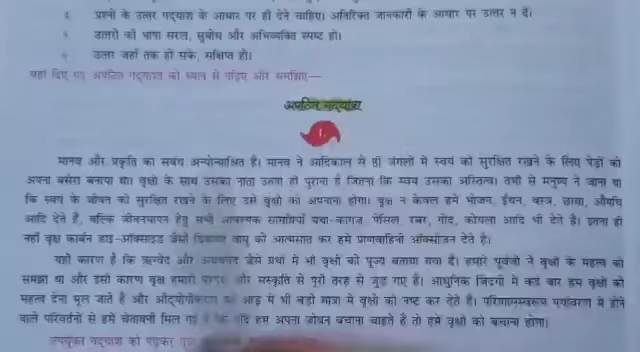 प्रश्नों के उत्तर गद्यांश के आधार पर ही देने चाहिए। अतिरिक्त जानकारी के आधार पर उत्तर न दें।
उत्तरों की भाषा सरल, सुबोध और अभिव्यक्ति स्पष्ट हो।
उत्तर जहाँ तक हो सके, संक्षिप्त हो।
यहाँ दिए गए अपठित गद्यांश को ध्यान से पढ़िए और समझिए—
अपठित गद्यांश
1
मानव और प्रकृति का संबंध अन्योन्याश्रित है। मानव ने आदिकाल से ही जंगलों में स्वयं को सुरक्षित रखने के लिए पेड़ों को
अपना बसेरा बनाया था। वृक्षों के साथ उसका नाता उतना ही पुराना है जितना कि स्वयं उसका अस्तित्व। तभी से मनुष्य ने जाना था
कि स्वयं के जीवन को सुरक्षित रखने के लिए उसे वृक्षों को अपनाना होगा। वृक्ष न केवल हमें भोजन, ईंधन, वस्त्र, छाया, औषधि
आदि देते हैं, बल्कि जीवनयापन हेतु सभी आवश्यक सामग्रियाँ यथा-कागज, पेंसिल, रबर, गोंद, कोयला आदि भी देते हैं। इतना ही
नहीं वृक्ष कार्बन डाइ-ऑक्साइड जैसी वायु को आत्मसात कर हमें प्राणवाहिनी ऑक्सीजन देते हैं।
यही कारण है कि ऋग्वेद और अथर्ववेद जैसे ग्रंथों में भी वृक्षों को पूज्य बताया गया है। हमारे पूर्वजों ने वृक्षों के महत्व को
समझा था और इसी कारण वृक्ष हमारी और संस्कृति से पूरी तरह से जुड़ गए हैं। आधुनिक जिंदगी में कई बार हम वृक्षों को
महत्व देना भूल जाते हैं और औद्योगीकरण की आड़ में भी बड़ी मात्रा में वृक्षों को नष्ट कर देते हैं। परिणामस्वरूप पर्यावरण में होने
वाले परिवर्तनों से हमें चेतावनी मिल गई है कि यदि हम अपना जीवन बचाना चाहते हैं तो हमें वृक्षों को बचाना होगा।
उपर्युक्त गद्यांश को पढ़कर